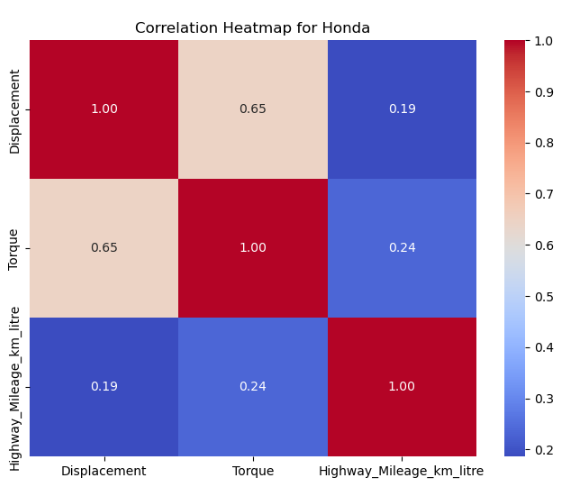 Correlation Heatmap for Honda
Displacement
1.00
0.65
0.19
Torque
0.65
1.00
0.24
Highway_Mileage_km_litre
0.19
0.24
1.00
Displacement
Torque
Highway_Mileage_km_litre
1.0
0.9
0.8
0.7
0.6
0.5
0.4
0.3
0.2